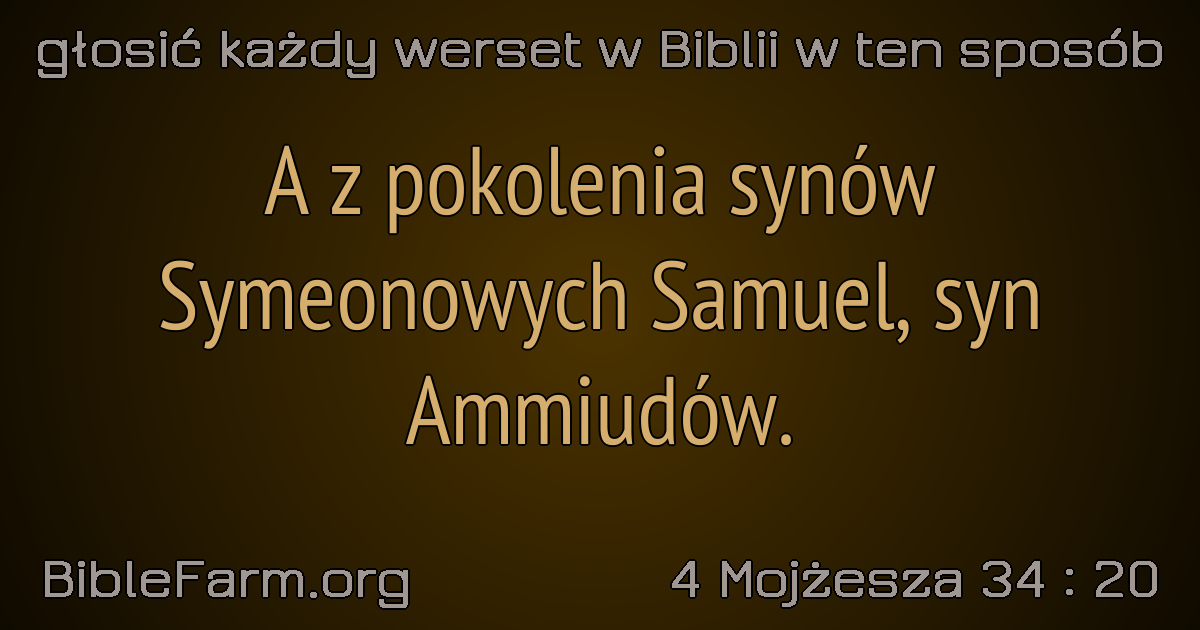 głosić każdy werset w Biblii w ten sposób
A z pokolenia synów
Symeonowych Samuel, syn
Ammiudów.
BibleFarm.org
4 Mojżesza 34 : 20